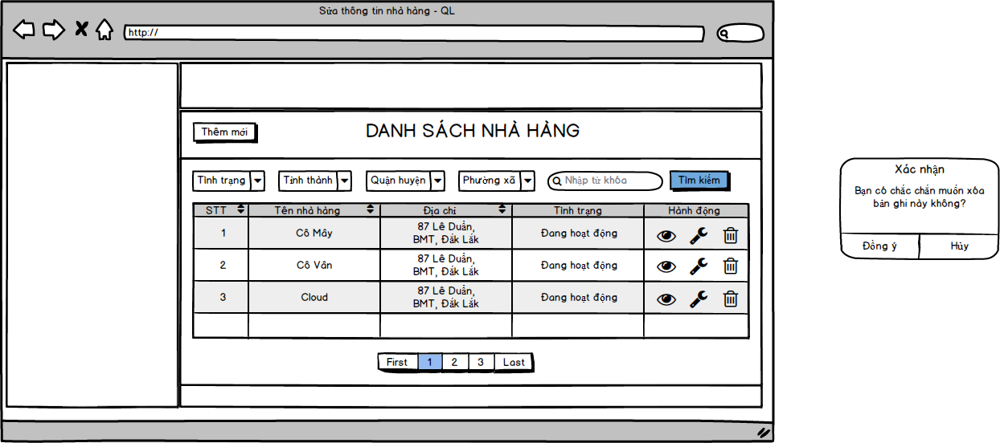 Sửa thông tin nhà hàng - QL
http://
Thêm mới
DANH SÁCH NHÀ HÀNG
Tình trạng
Tỉnh thành
Quận huyện
Phường xã
Nhập từ khóa
Tìm kiếm
STT Tên nhà hàng Địa chỉ Tình trạng Hành động
1 Cô Mây 87 Lê Duẩn, BMT, Đắk Lắk Đang hoạt động
2 Cô Vân 87 Lê Duẩn, BMT, Đắk Lắk Đang hoạt động
3 Cloud 87 Lê Duẩn, BMT, Đắk Lắk Đang hoạt động
First 1 2 3 Last
Xác nhận
Bạn có chắc chắn muốn xóa
bản ghi này không?
Đồng ý Hủy